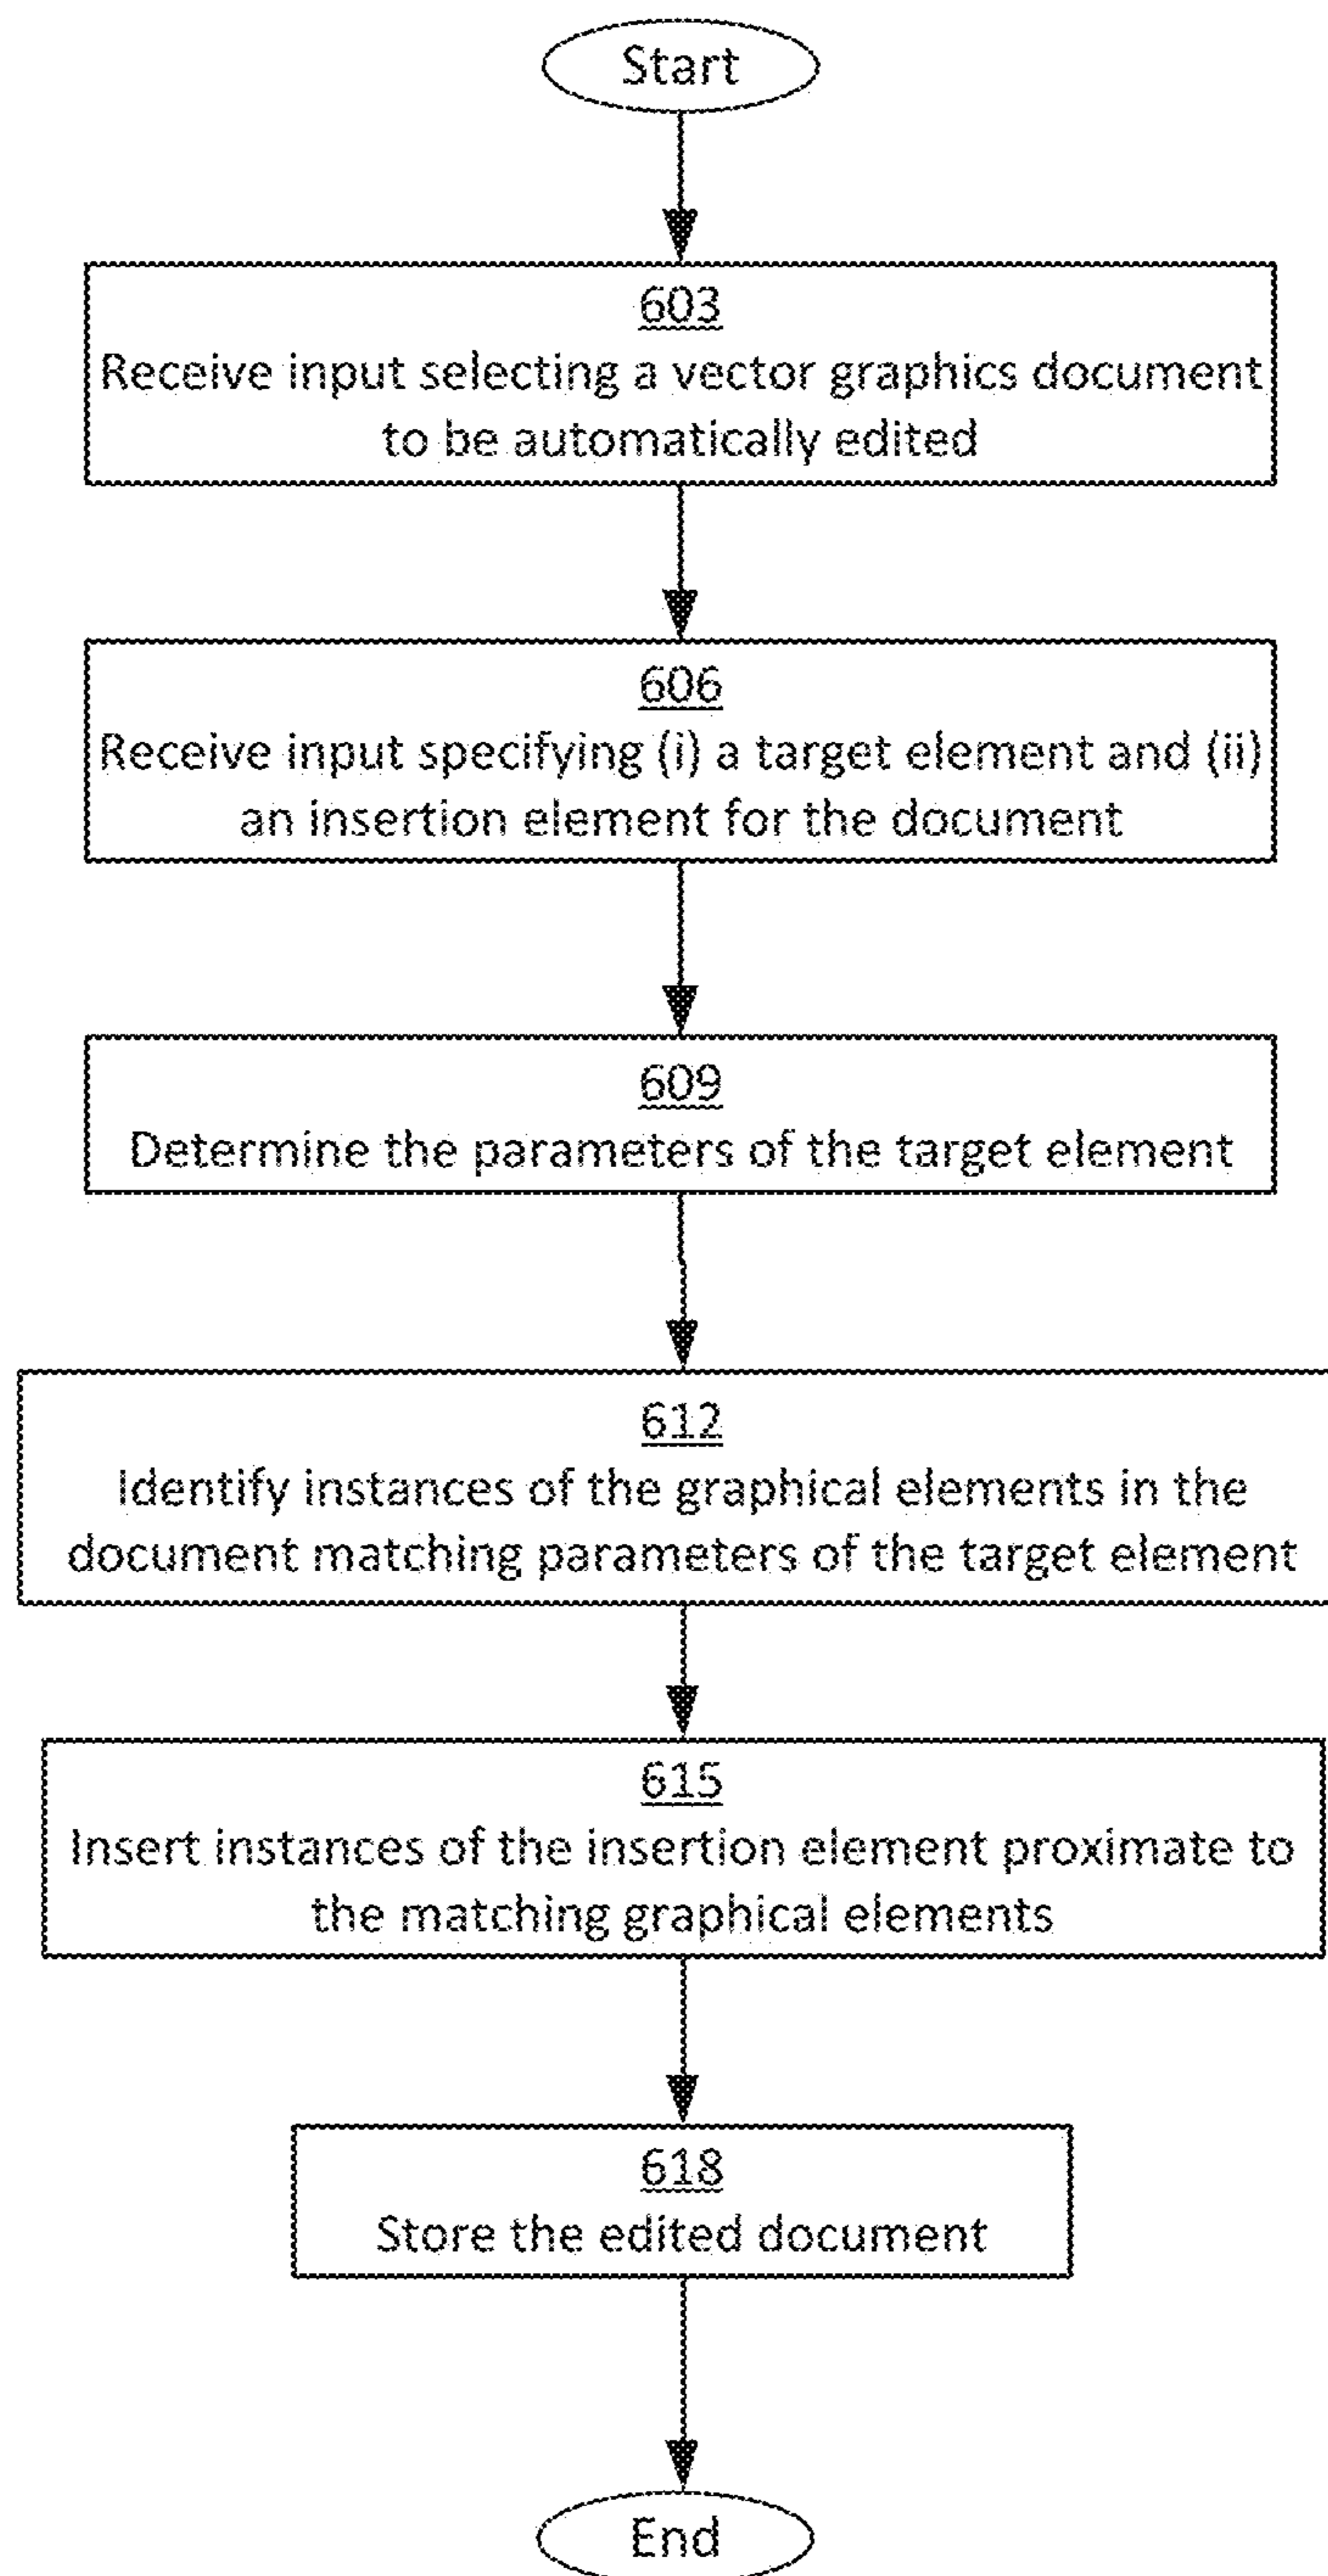 Start
603
Receive input selecting a vector graphics document
to be automatically edited
606
Receive input specifying (i) a target element and (ii)
an insertion element for the document
609
Determine the parameters of the target element
612
Identify instances of the graphical elements in the
document matching parameters of the target element
615
Insert instances of the insertion element proximate to
the matching graphical elements
618
Store the edited document
End